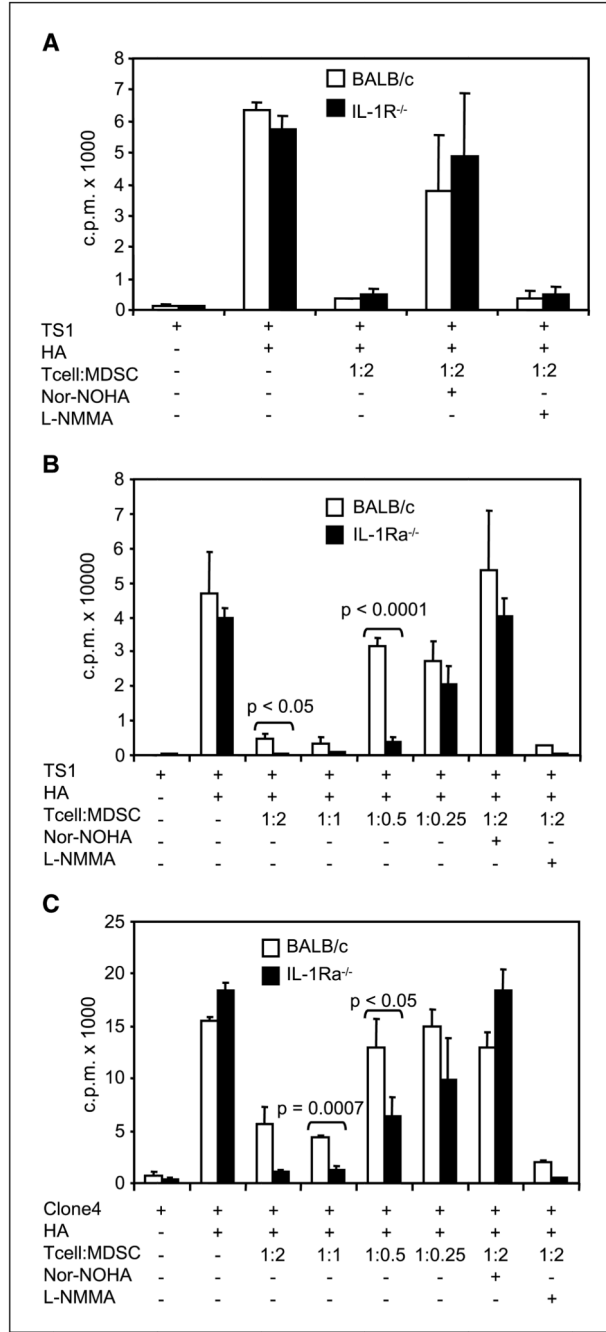 A
8
7
6
5
4
3
2
1
0
c.p.m. x 1000
BALB/c
IL-1R-/-
TS1 + + + + +
HA - + + + +
Tcell:MDSC - - 1:2 1:2 1:2
Nor-NOHA - - - + -
L-NMMA - - - - +
B
8
7
6
5
4
3
2
1
0
c.p.m. x 10000
BALB/c
IL-1Ra-/-
p < 0.0001
p < 0.05
TS1 + + + + + + + +
HA - + + + + + + +
Tcell:MDSC - - 1:2 1:1 1:0.5 1:0.25 1:2 1:2
Nor-NOHA - - - - - - + -
L-NMMA - - - - - - - +
C
25
20
15
10
5
0
c.p.m. x 1000
BALB/c
IL-1Ra-/-
p < 0.05
p = 0.0007
Clone4 + + + + + + + +
HA - + + + + + + +
Tcell:MDSC - - 1:2 1:1 1:0.5 1:0.25 1:2 1:2
Nor-NOHA - - - - - - + -
L-NMMA - - - - - - - +